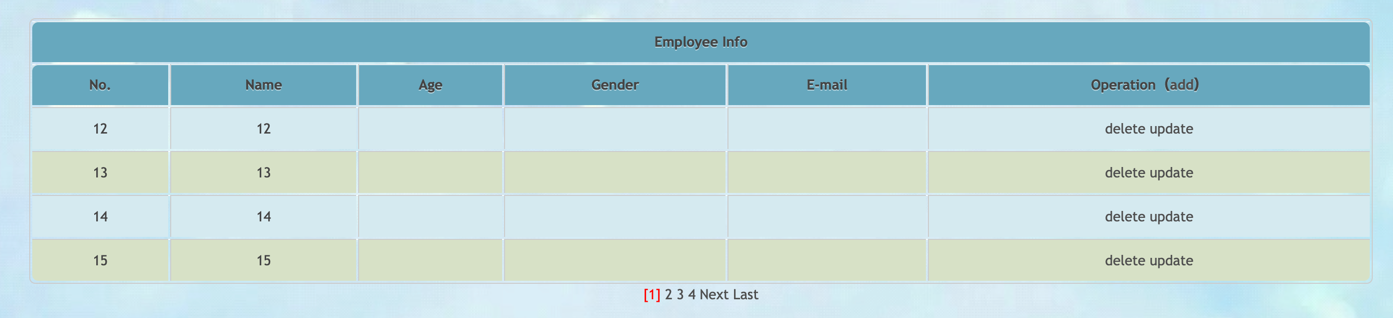 Employee Info
No. Name Age Gender E-mail Operation (add)
12 12 delete update
13 13 delete update
14 14 delete update
15 15 delete update
[1] 2 3 4 Next Last